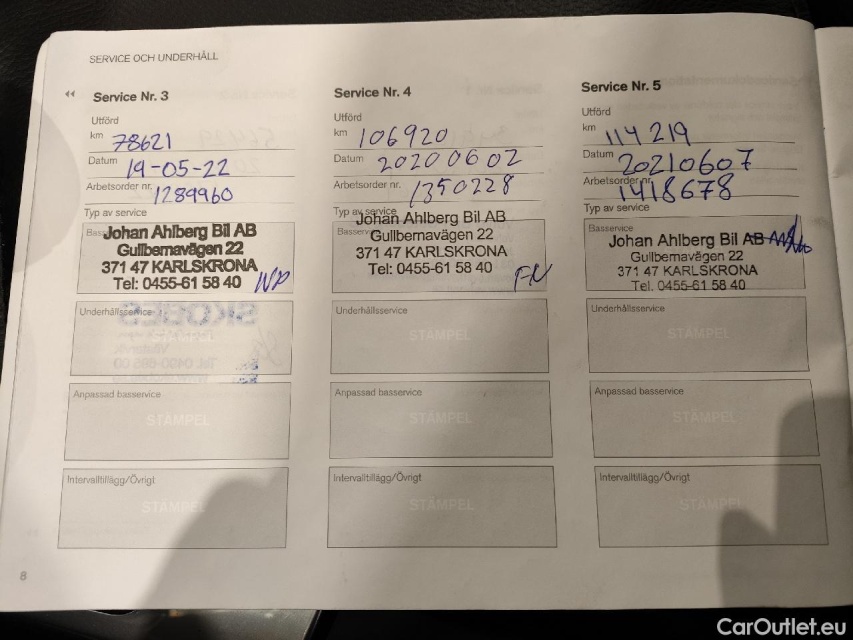 SERVICE OCH UNDERHÅLL
Service Nr. 3
Utförd
km 78621
Datum 19-05-22
Arbetsorder nr. 1289960
Typ av service
Johan Ahlberg Bil AB
Gullbernavägen 22
371 47 KARLSKRONA
Tel: 0455-61 58 40
Underhållsservice
STÄMPEL
Anpassad basservice
STÄMPEL
Intervalltillägg/Övrigt
STÄMPEL
Service Nr. 4
Utförd
km 106920
Datum 20200602
Arbetsorder nr. 1350228
Typ av service
Johan Ahlberg Bil AB
Basservice
Gullbernavägen 22
371 47 KARLSKRONA
Tel: 0455-61 58 40
FN
Underhållsservice
STÄMPEL
Anpassad basservice
STÄMPEL
Intervalltillägg/Övrigt
STÄMPEL
Service Nr. 5
Utförd
km 114219
Datum 20210607
Arbetsorder nr. 1418678
Typ av service
Basservice
Johan Ahlberg Bil AB
Gullbernavägen 22
371 47 KARLSKRONA
Tel: 0455-61 58 40
Underhållsservice
STÄMPEL
Anpassad basservice
STÄMPEL
Intervalltillägg/Övrigt
STÄMPEL
8
CarOutlet.eu